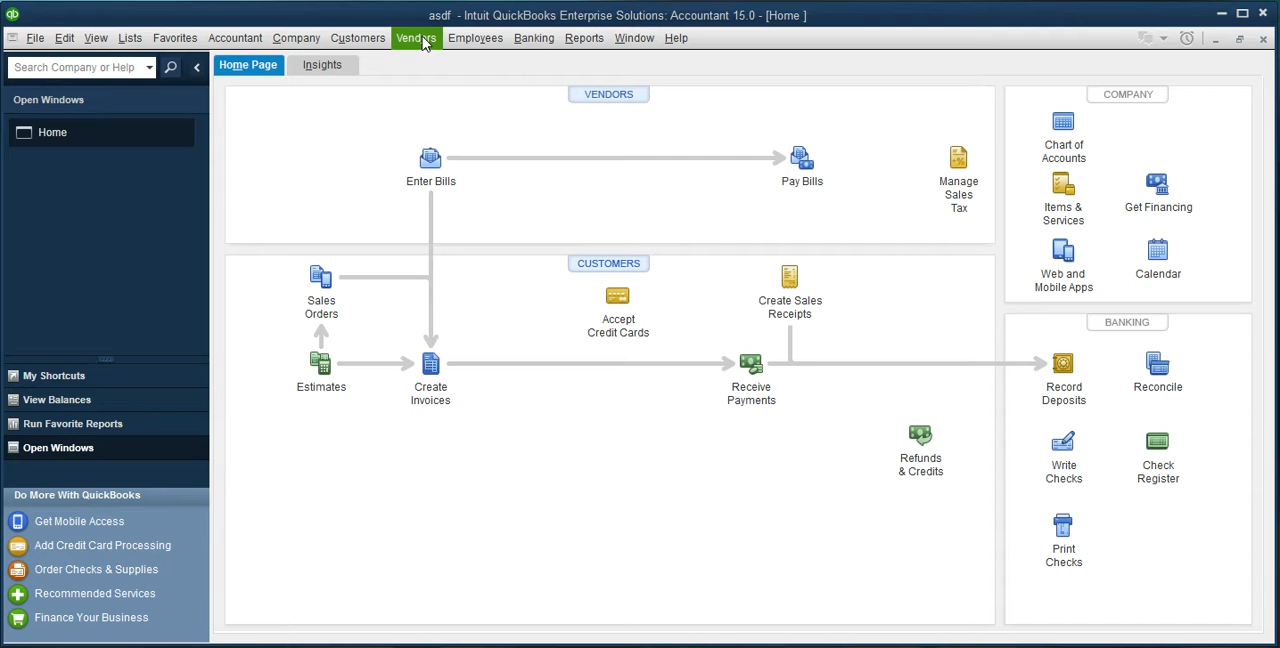 qb
asdf - Intuit QuickBooks Enterprise Solutions: Accountant 15.0 - [Home ]
File Edit View Lists Favorites Accountant Company Customers Vendors Employees Banking Reports Window Help
Search Company or Help
Home Page Insights
Open Windows
Home
My Shortcuts
View Balances
Run Favorite Reports
Open Windows
Do More With QuickBooks
Get Mobile Access
Add Credit Card Processing
Order Checks & Supplies
Recommended Services
Finance Your Business
VENDORS
Enter Bills
Pay Bills
Manage
Sales
Tax
CUSTOMERS
Sales
Orders
Accept
Credit Cards
Create Sales
Receipts
Estimates
Create
Invoices
Receive
Payments
Refunds
& Credits
COMPANY
Chart of
Accounts
Items &
Services
Get Financing
Web and
Mobile Apps
Calendar
BANKING
Record
Deposits
Reconcile
Write
Checks
Check
Register
Print
Checks